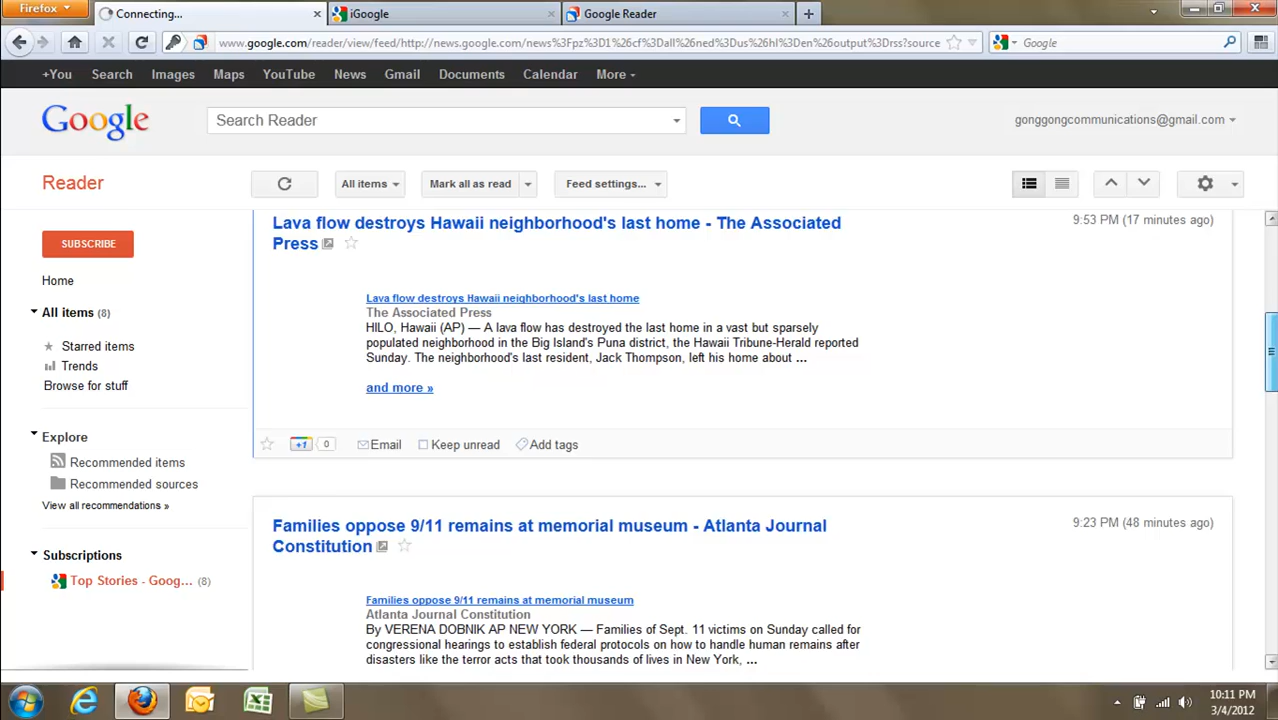 Firefox
Connecting...
iGoogle
Google Reader
www.google.com/reader/view/feed/http://news.google.com/news%3Fpz%3D1%26cf%3Dall%26ned%3Dus%26hl%3Den%26output%3Drss?source
Google
+You Search Images Maps YouTube News Gmail Documents Calendar More
Google
Search Reader
gonggongcommunications@gmail.com
Reader
All items
Mark all as read
Feed settings...
SUBSCRIBE
Home
All items (8)
Starred items
Trends
Browse for stuff
Explore
Recommended items
Recommended sources
View all recommendations »
Subscriptions
Top Stories - Goog... (8)
Lava flow destroys Hawaii neighborhood's last home - The Associated
Press
9:53 PM (17 minutes ago)
Lava flow destroys Hawaii neighborhood's last home
The Associated Press
HILO, Hawaii (AP) — A lava flow has destroyed the last home in a vast but sparsely
populated neighborhood in the Big Island's Puna district, the Hawaii Tribune-Herald reported
Sunday. The neighborhood's last resident, Jack Thompson, left his home about ...
and more »
+1 0 Email Keep unread Add tags
Families oppose 9/11 remains at memorial museum - Atlanta Journal
Constitution
9:23 PM (48 minutes ago)
Families oppose 9/11 remains at memorial museum
Atlanta Journal Constitution
By VERENA DOBNIK AP NEW YORK — Families of Sept. 11 victims on Sunday called for
congressional hearings to establish federal protocols on how to handle human remains after
disasters like the terror acts that took thousands of lives in New York, ...
10:11 PM
3/4/2012